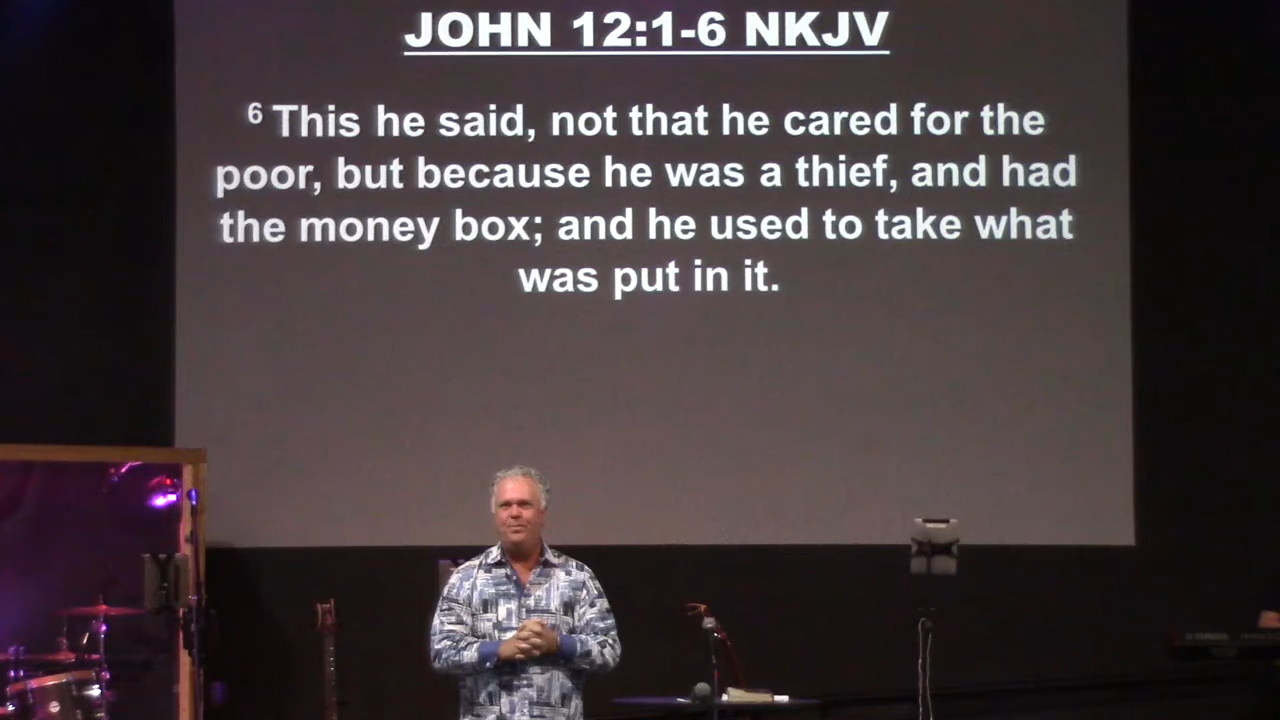 JOHN 12:1-6 NKJV
6 This he said, not that he cared for the
poor, but because he was a thief, and had
the money box; and he used to take what
was put in it.
YAMAHA